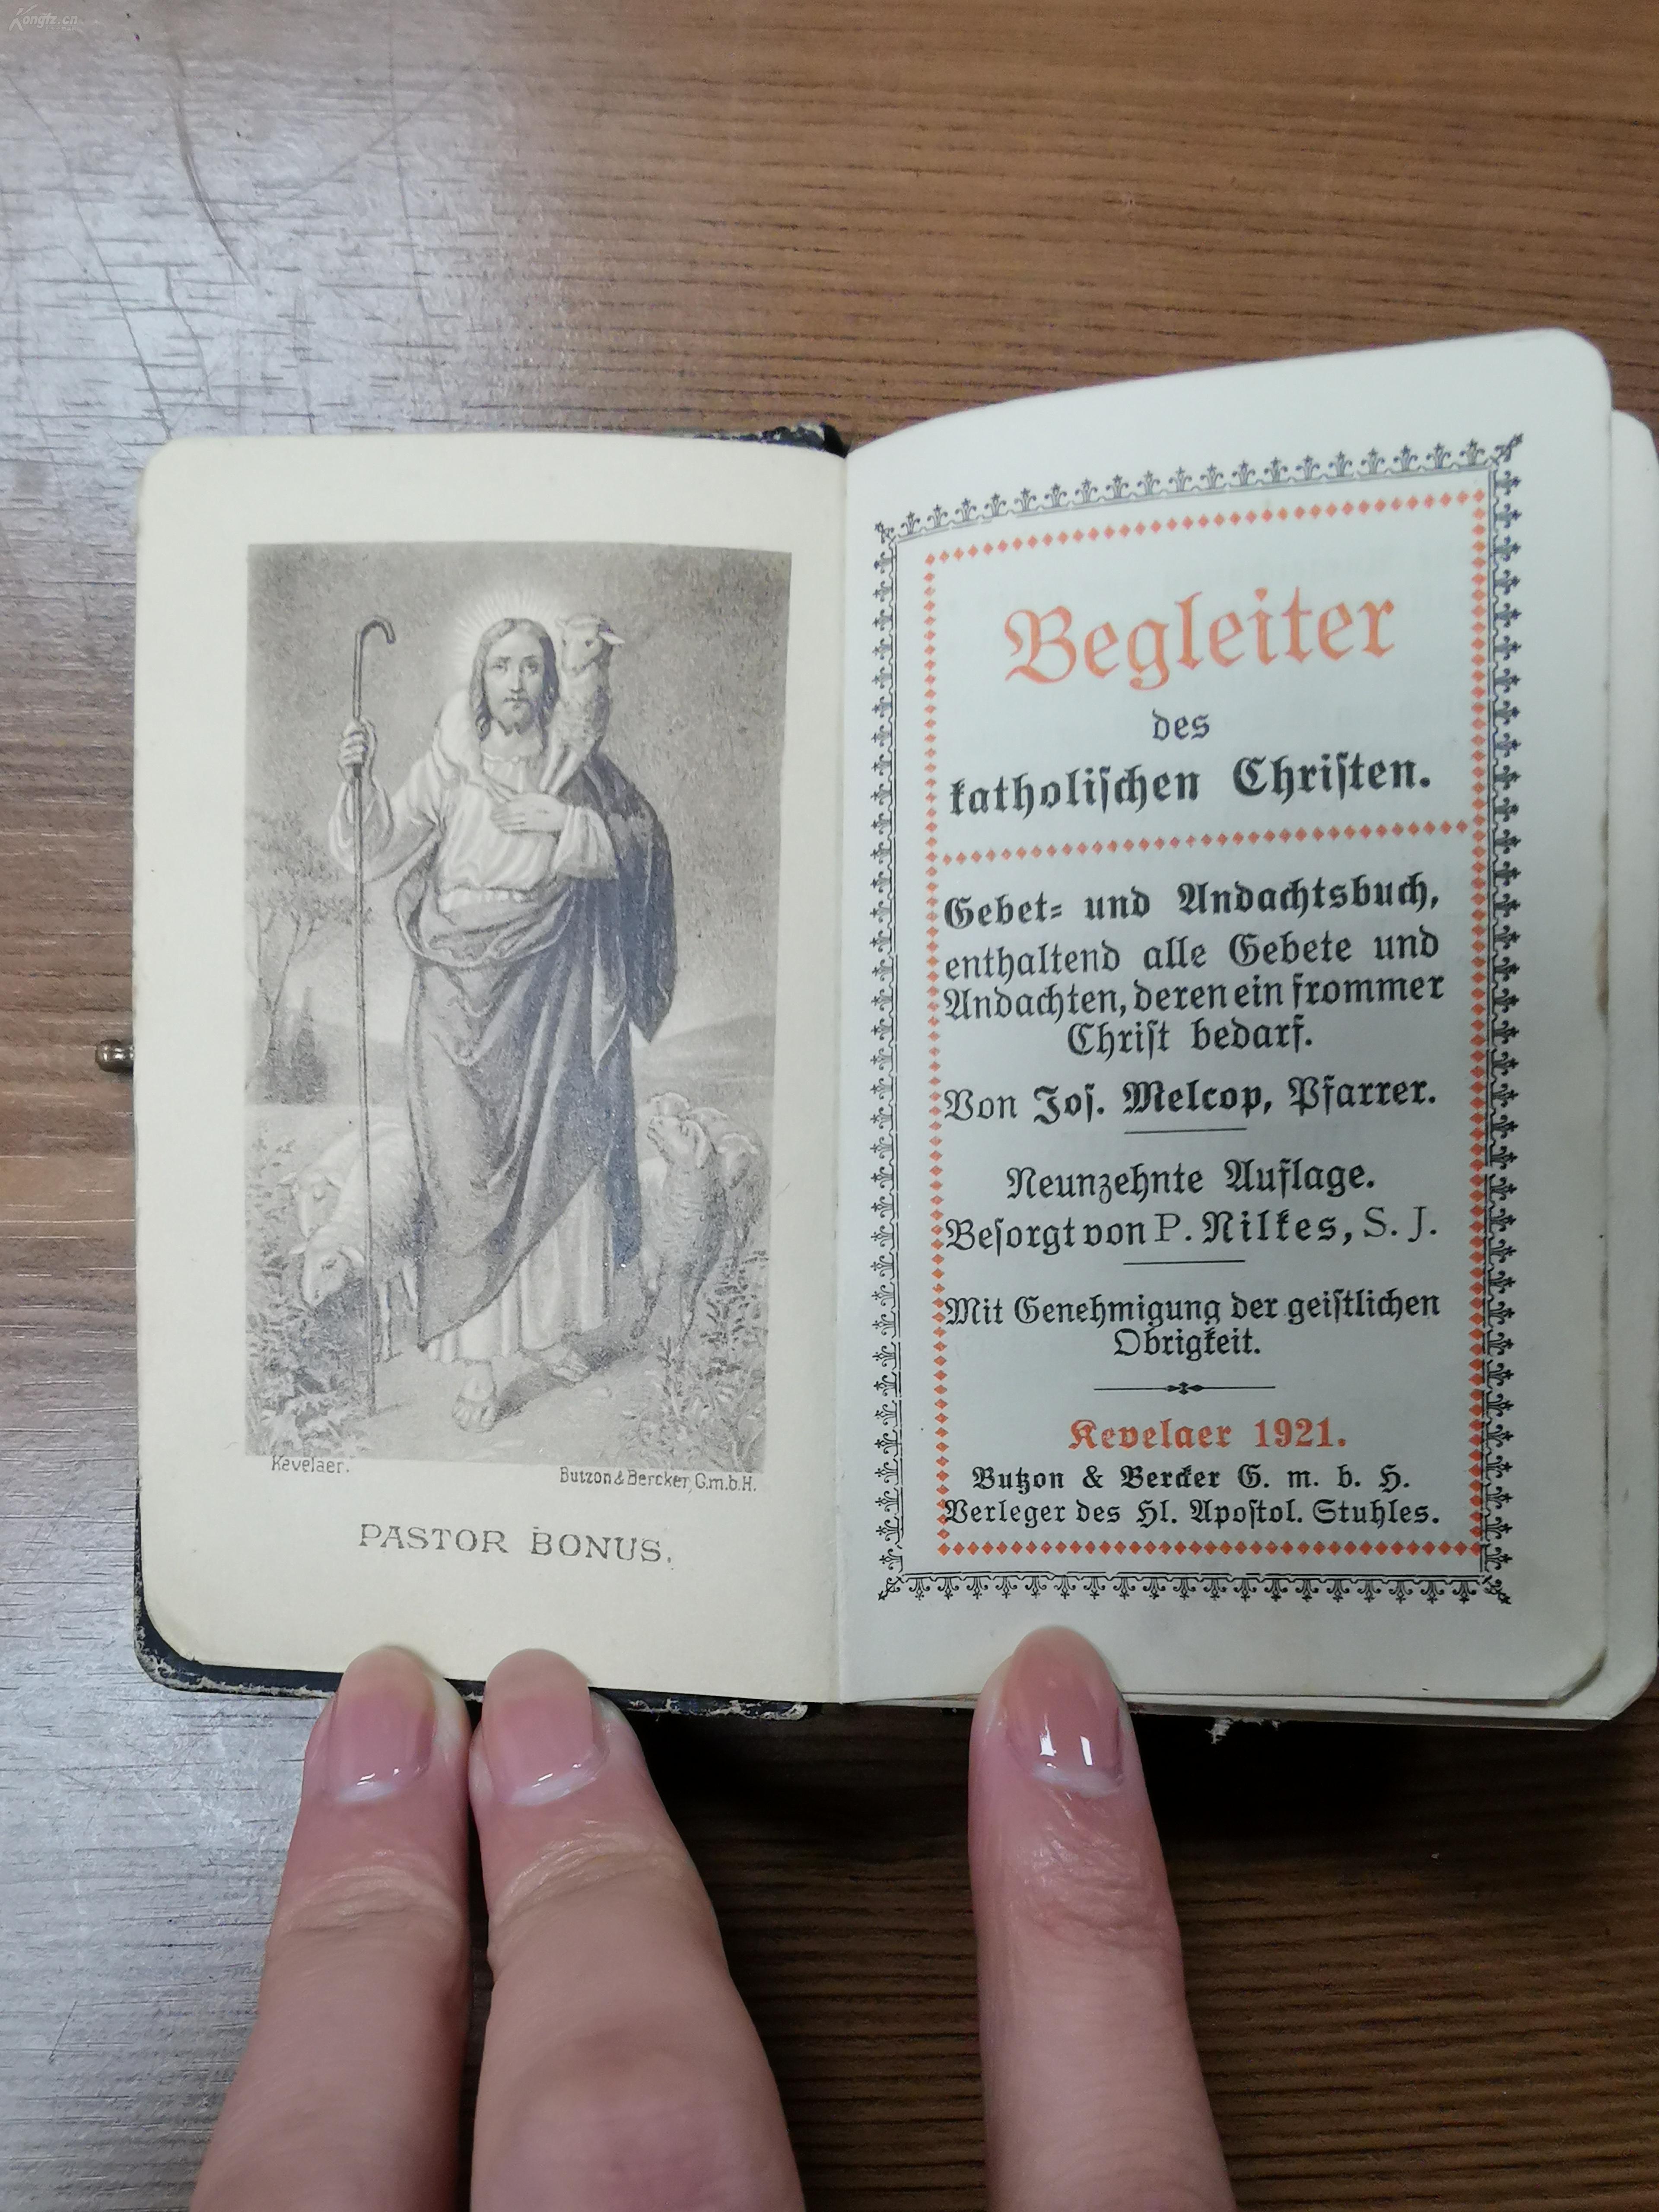 Kongfz.cn
Kevelaer.
Butzon & Bercker, G.m.b.H.
PASTOR BONUS.
Begleiter
des
katholiſchen Chriſten.
Gebet⸗ und Andachtsbuch,
enthaltend alle Gebete und
Andachten, deren ein frommer
Chriſt bedarf.
Von Joſ. Melcop, Pfarrer.
Neunzehnte Auflage.
Beſorgt von P. Nilkes, S. J.
Mit Genehmigung der geiſtlichen
Obrigkeit.
Kevelaer 1921.
Butzon & Bercker G. m. b. H.
Verleger des Hl. Apoſtol. Stuhles.